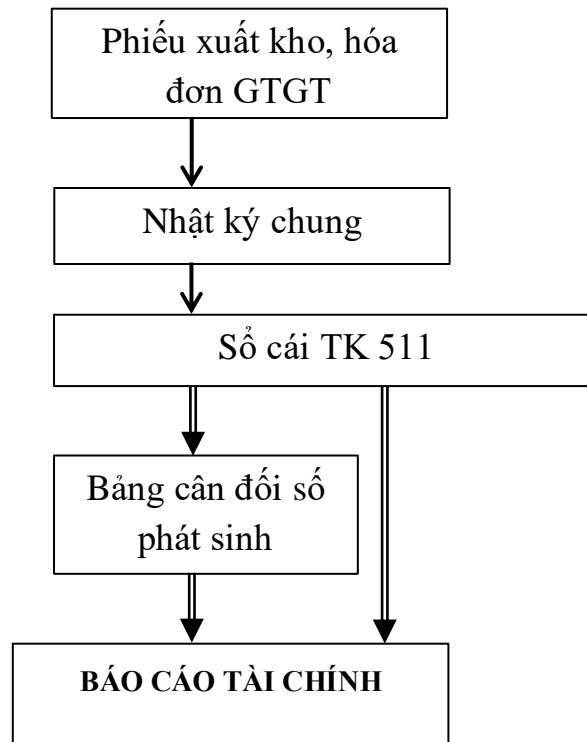 Phiếu xuất kho, hóa
đơn GTGT
Nhật ký chung
Sổ cái TK 511
Bảng cân đối số
phát sinh
BÁO CÁO TÀI CHÍNH